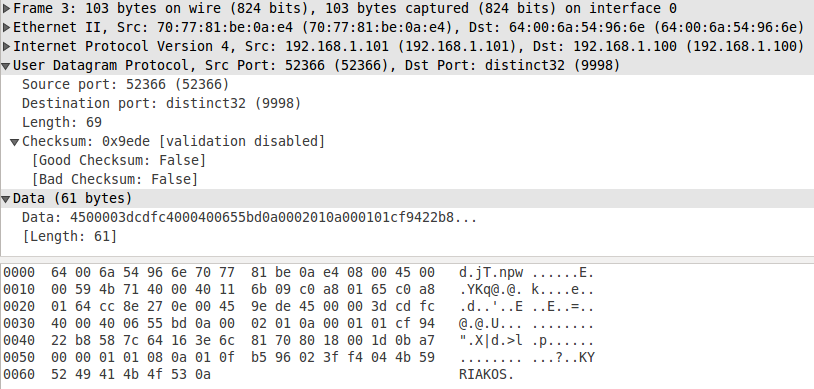 Frame 3: 103 bytes on wire (824 bits), 103 bytes captured (824 bits) on interface 0
Ethernet II, Src: 70:77:81:be:0a:e4 (70:77:81:be:0a:e4), Dst: 64:00:6a:54:96:6e (64:00:6a:54:96:6e)
Internet Protocol Version 4, Src: 192.168.1.101 (192.168.1.101), Dst: 192.168.1.100 (192.168.1.100)
User Datagram Protocol, Src Port: 52366 (52366), Dst Port: distinct32 (9998)
Source port: 52366 (52366)
Destination port: distinct32 (9998)
Length: 69
Checksum: 0x9ede [validation disabled]
[Good Checksum: False]
[Bad Checksum: False]
Data (61 bytes)
Data: 4500003dcdfc4000400655bd0a0002010a000101cf9422b8...
[Length: 61]
0000 64 00 6a 54 96 6e 70 77 81 be 0a e4 08 00 45 00 d.jT.npw ......E.
0010 00 59 4b 71 40 00 40 11 6b 09 c0 a8 01 65 c0 a8 .YKq@.@. k....e..
0020 01 64 cc 8e 27 0e 00 45 9e de 45 00 00 3d cd fc .d..'..E ..E..=..
0030 40 00 40 06 55 bd 0a 00 02 01 0a 00 01 01 cf 94 @.@.U... ........
0040 22 b8 58 7c 64 16 3e 6c 81 70 80 18 00 1d 0b a7 ".X|d.>l .p......
0050 00 00 01 01 08 0a 01 0f b5 96 02 3f f4 04 4b 59 ........ ...?..KY
0060 52 49 41 4b 4f 53 0a RIAKOS.